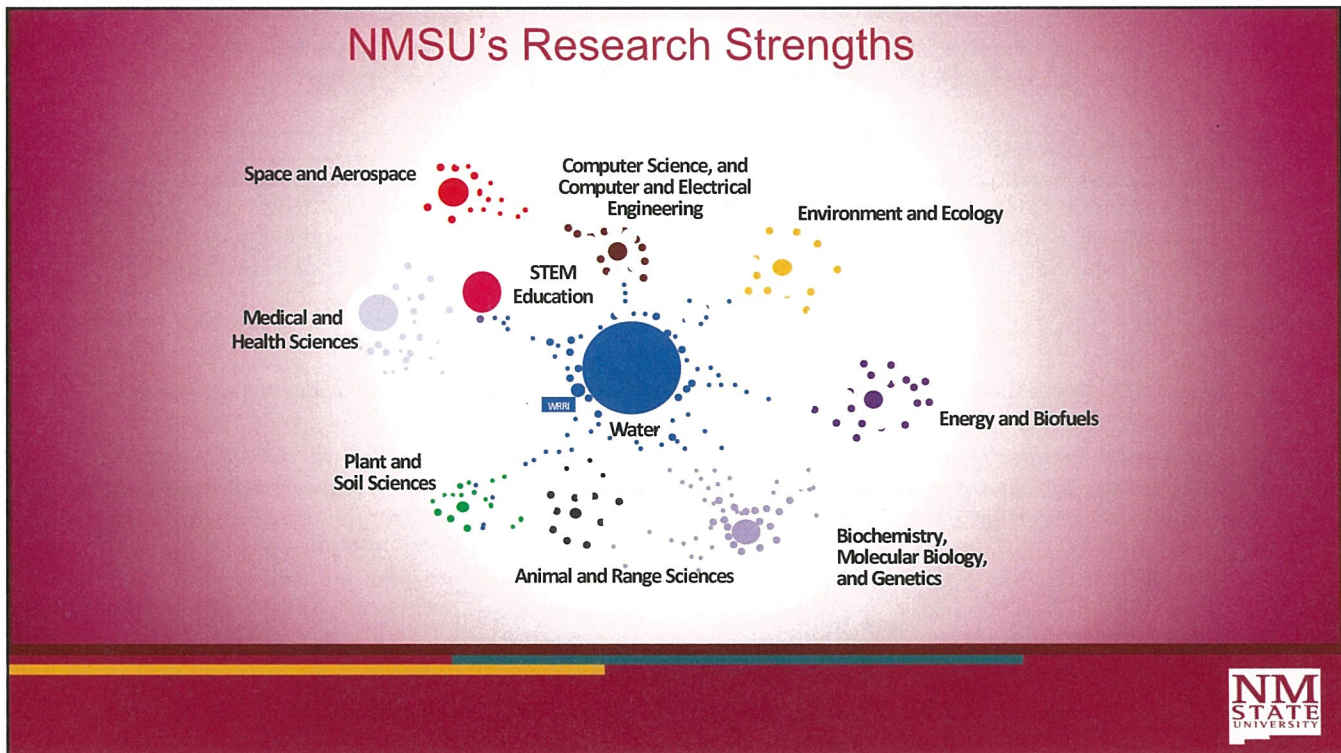 NMSU's Research Strengths
Space and Aerospace
Computer Science, and
Computer and Electrical
Engineering
Environment and Ecology
STEM
Education
Medical and
Health Sciences
WRRI
Water
Energy and Biofuels
Plant and
Soil Sciences
Animal and Range Sciences
Biochemistry,
Molecular Biology,
and Genetics
NM
STATE
UNIVERSITY